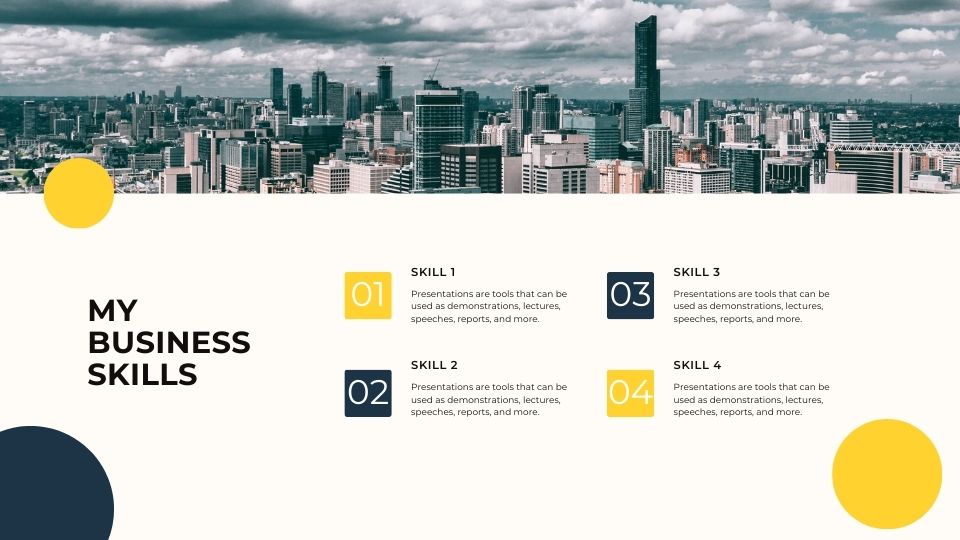 MY
BUSINESS
SKILLS
01
SKILL 1
Presentations are tools that can be
used as demonstrations, lectures,
speeches, reports, and more.
02
SKILL 2
Presentations are tools that can be
used as demonstrations, lectures,
speeches, reports, and more.
03
SKILL 3
Presentations are tools that can be
used as demonstrations, lectures,
speeches, reports, and more.
04
SKILL 4
Presentations are tools that can be
used as demonstrations, lectures,
speeches, reports, and more.